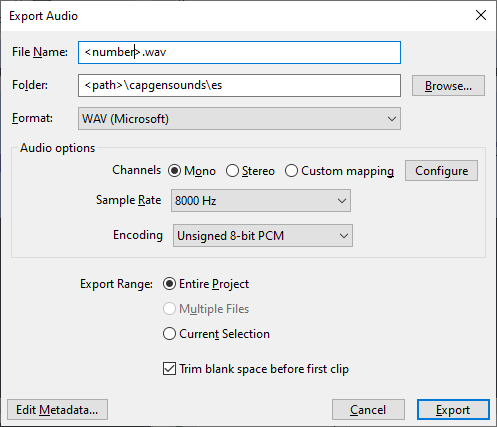 Export Audio
File Name: <number>.wav
Folder: <path>\capgensounds\es Browse...
Format: WAV (Microsoft)
Audio options
Channels Mono Stereo Custom mapping Configure
Sample Rate 8000 Hz
Encoding Unsigned 8-bit PCM
Export Range: Entire Project
Multiple Files
Current Selection
Trim blank space before first clip
Edit Metadata... Cancel Export